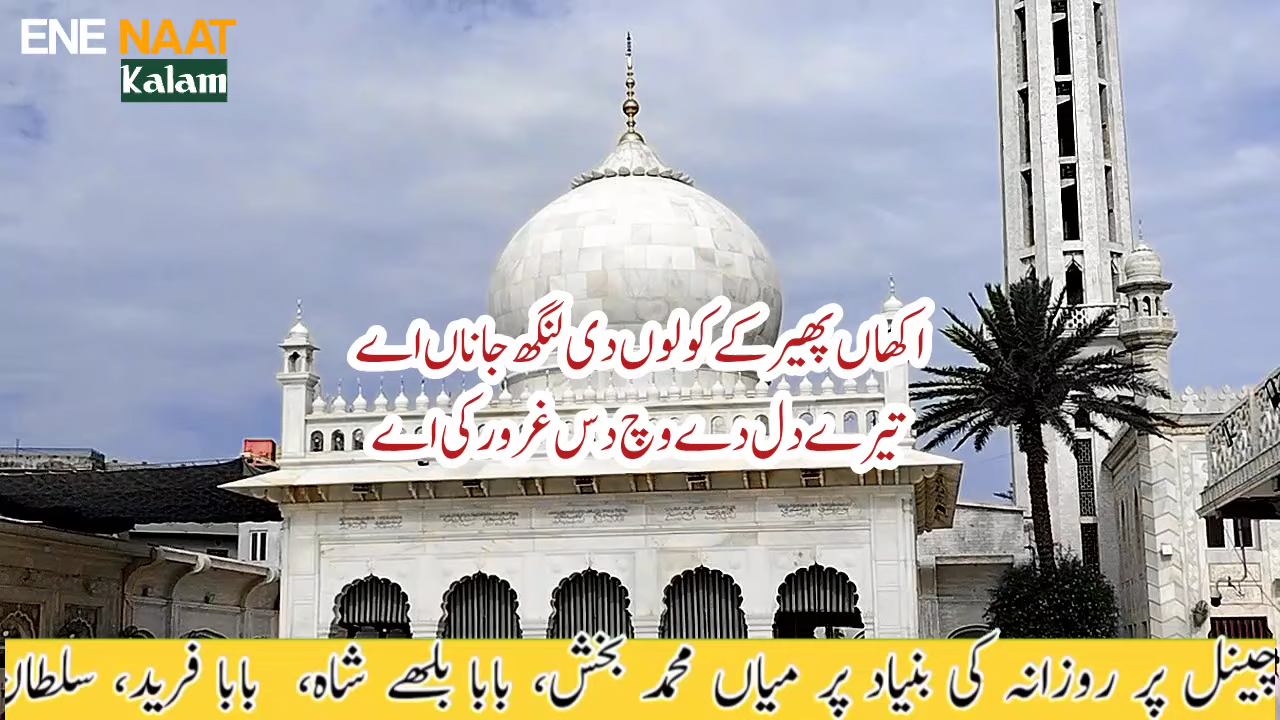 ENE NAAT
Kalam
اکھاں پھیر کے کولوں دی لنگھ جاناں اے
تیرے دل دے وچ دس غرور کی اے
چینل پر روزانہ کی بنیاد پر میاں محمد بخش، بابا بلھے شاہ، بابا فرید، سلطان